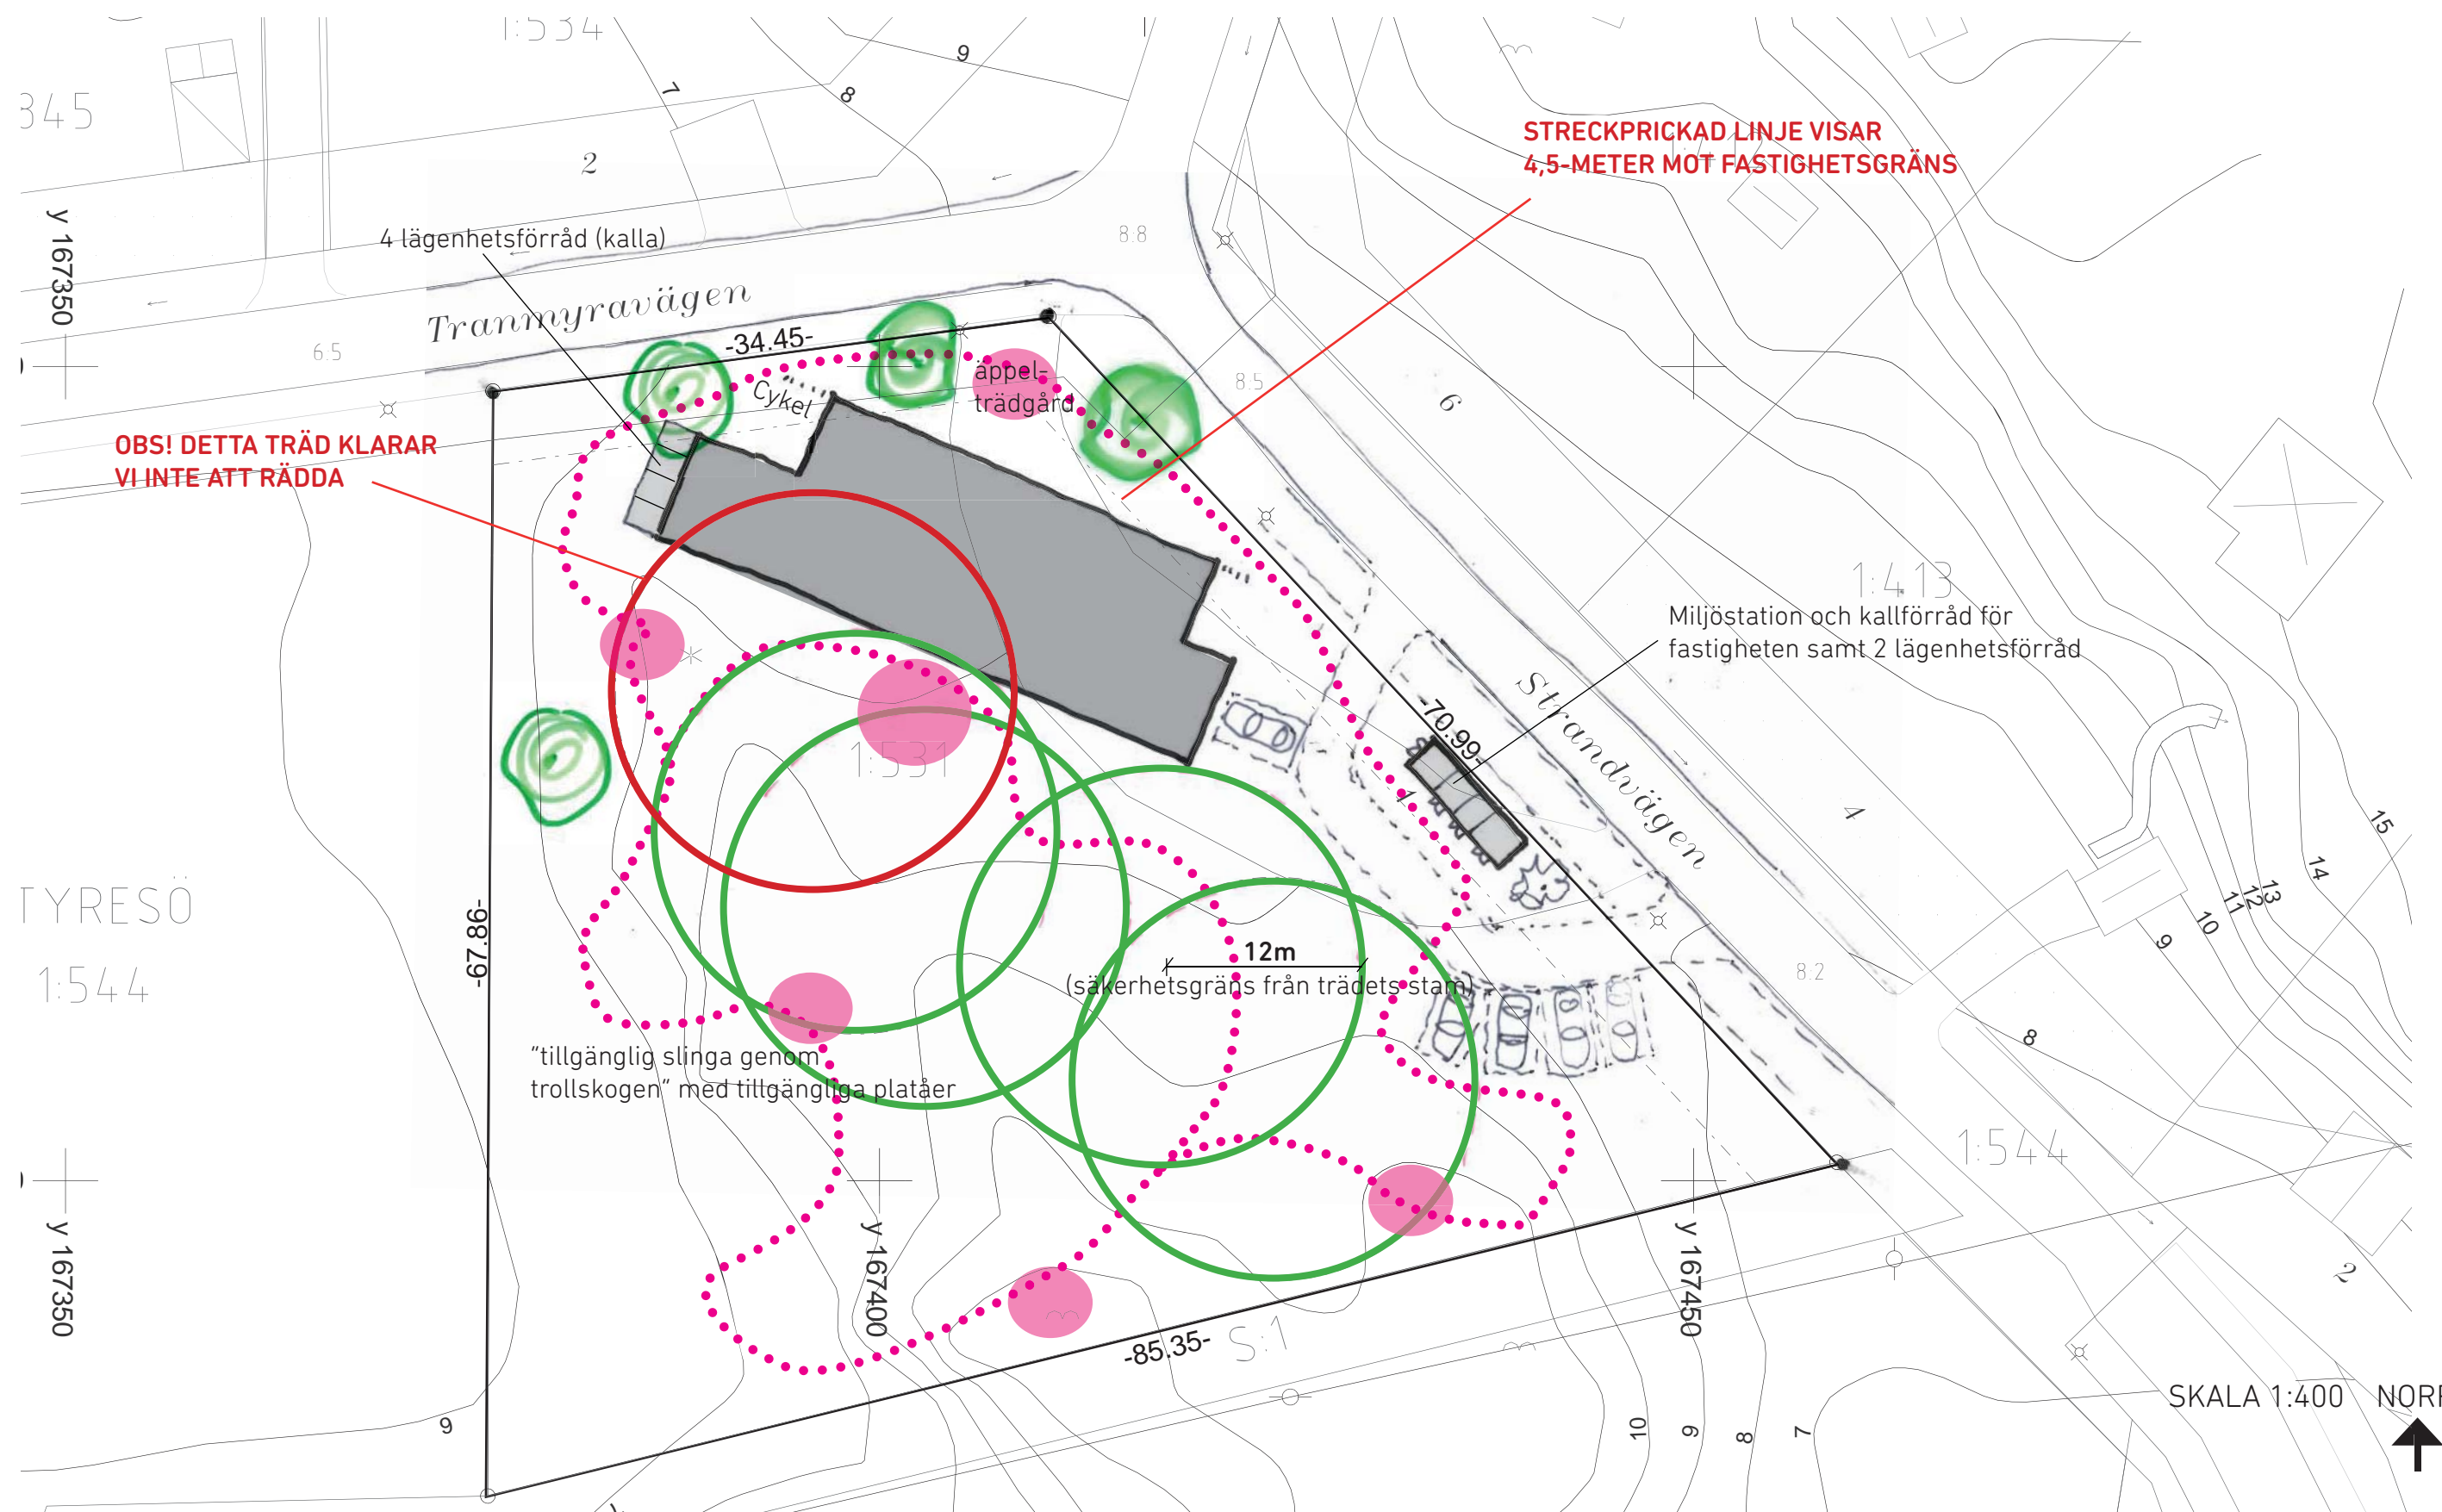 1:534
9
7
8
345
2
STRECKPRICKAD LINJE VISAR
4,5-METER MOT FASTIGHETSGRÄNS
y 167350
4 lägenhetsförråd (kalla)
8.8
Tranmyravägen
-34.45-
6.5
Cykel
äppel-
trädgård
8.5
6
OBS! DETTA TRÄD KLARAR
VI INTE ATT RÄDDA
1:413
Miljöstation och kallförråd för
fastigheten samt 2 lägenhetsförråd
Strandvägen
-70.99-
1:531
1
4
15
14
13
12
11
10
9
TYRESÖ
1:544
-67.86-
12m
(säkerhetsgräns från trädets stam)
8.2
8
"tillgänglig slinga genom
trollskogen" med tillgängliga platåer
1:544
y 167350
y 167400
y 167450
2
-85.35-
S:1
9
10
9
8
7
SKALA 1:400